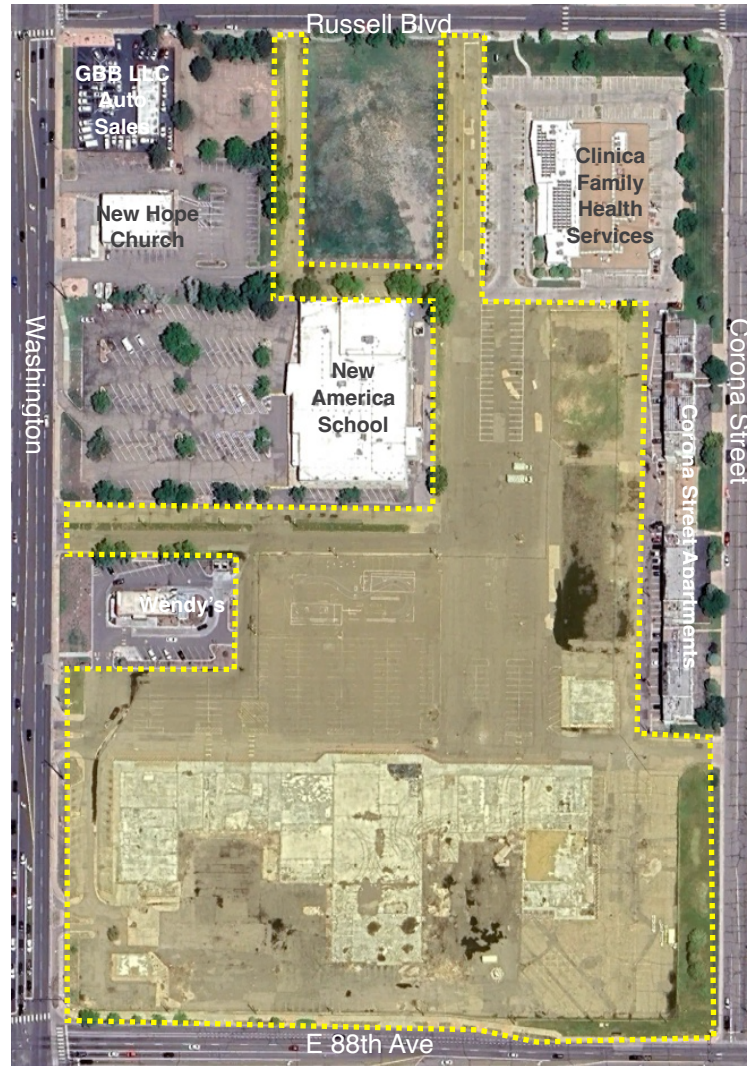 Russell Blvd
GBB LLC
Auto
Sales
Clinica
Family
Health
Services
New Hope
Church
Washington
Corona Street
New
America
School
Corona Street Apartments
Wendy's
E 88th Ave